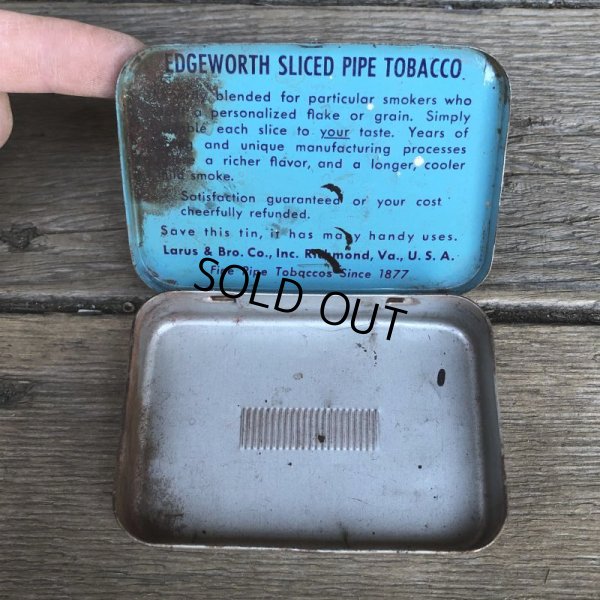 EDGEWORTH SLICED PIPE TOBACCO.
blended for particular smokers who
personalized flake or grain. Simply
each slice to your taste. Years of
and unique manufacturing processes
a richer flavor, and a longer, cooler
smoke.
Satisfaction guaranteed or your cost
cheerfully refunded.
Save this tin, it has many handy uses.
Larus & Bro. Co., Inc. Richmond, Va., U. S. A.
Fine Pipe Tobaccos Since 1877
SOLD OUT